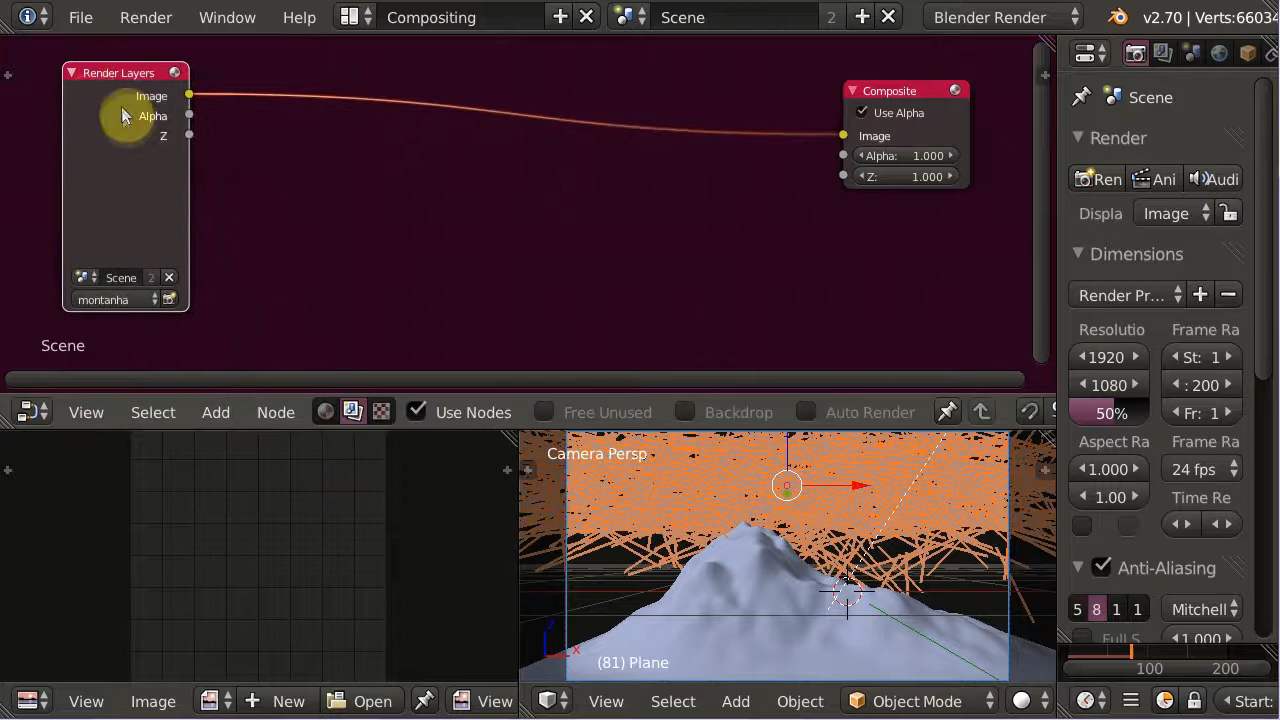 File Render Window Help Compositing Scene 2 Blender Render v2.70 | Verts:66034
Render Layers
Image
Alpha
Z
Scene 2
montanha
Scene
Composite
Use Alpha
Image
Alpha: 1.000
Z: 1.000
View Select Add Node Use Nodes Free Unused Backdrop Auto Render
Camera Persp
(81) Plane
Z
X
View Image New Open View
View Select Add Object Object Mode
Scene
Render
Ren Ani Audi
Displa Image
Dimensions
Render Pr...
Resolutio Frame Ra
1920 St: 1
1080 : 200
50% Fr: 1
Aspect Ra Frame Ra
1.000 24 fps
1.00 Time Re
Anti-Aliasing
5 8 1 1 Mitchell
Full S 1.000
100 200
Start: